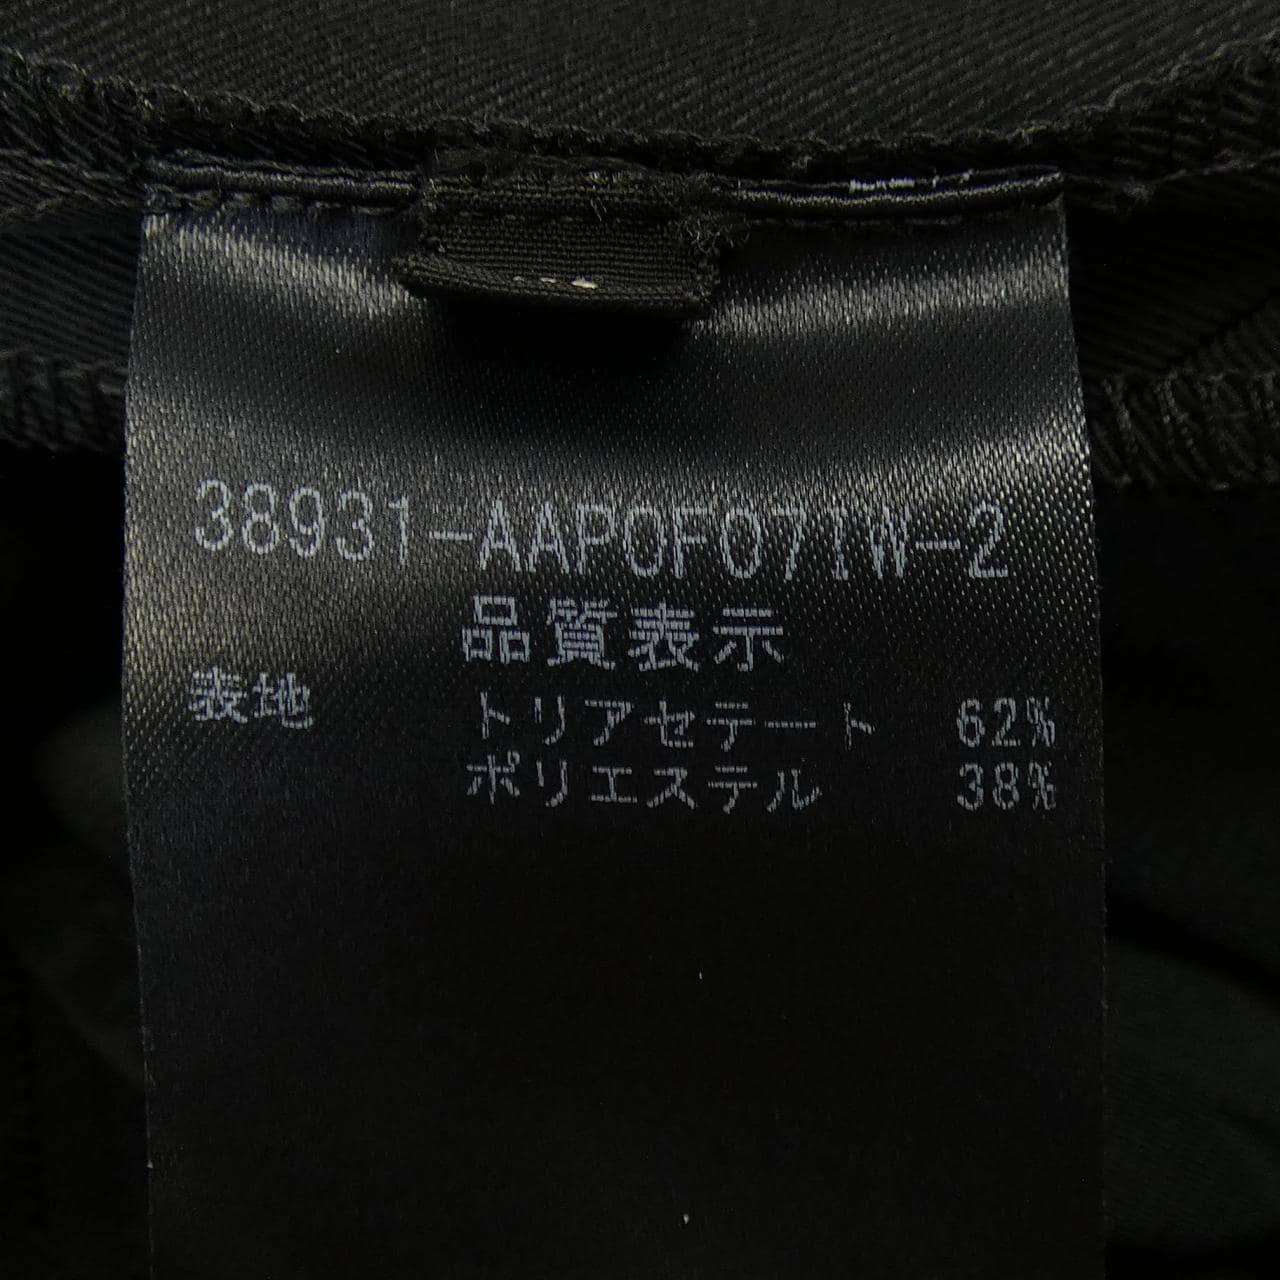 38931-AAPOF071W-2
品質表示
表地 トリアセテート 62%
ポリエステル 38%